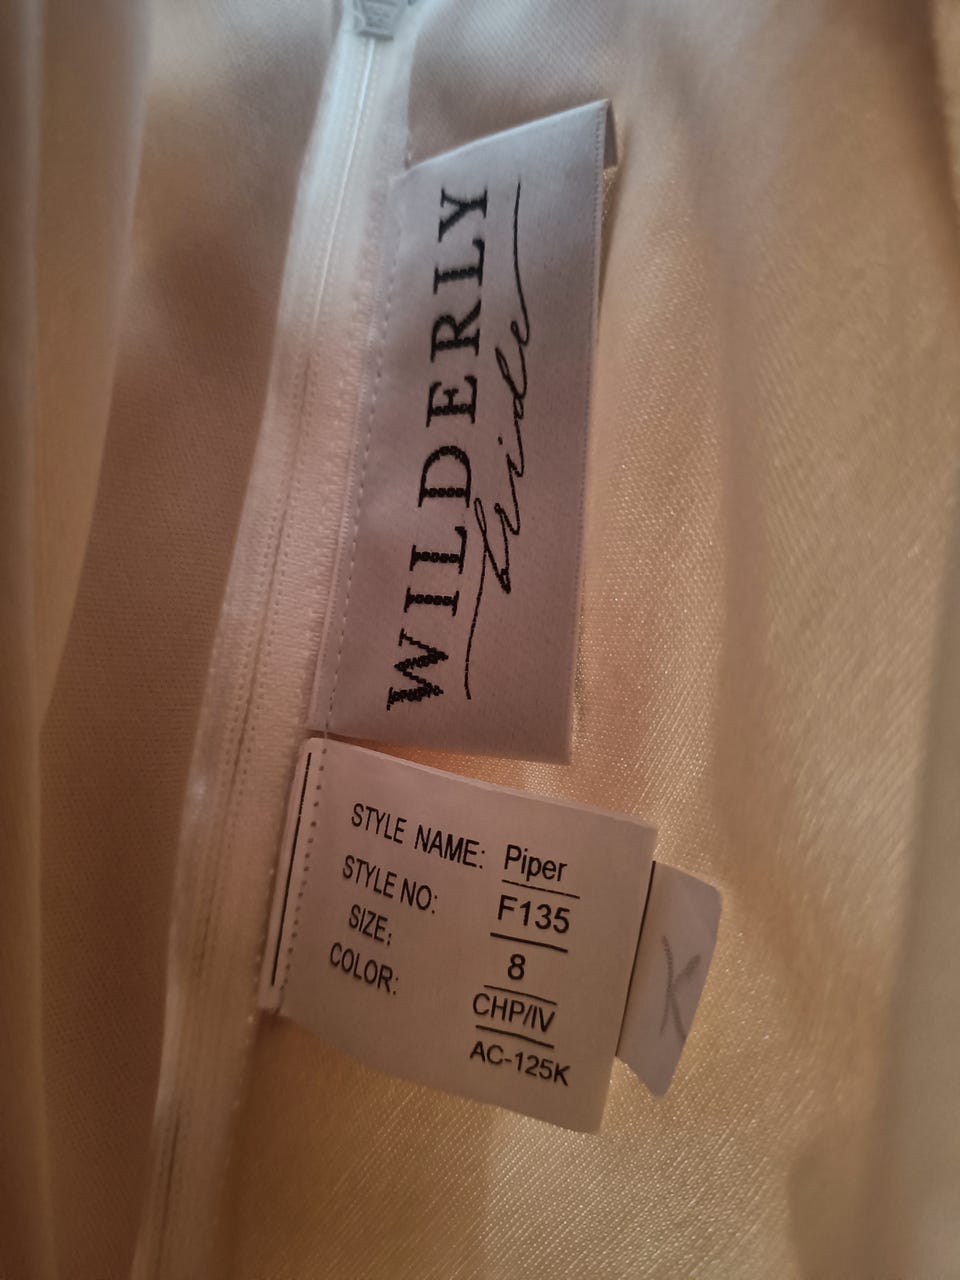 WILDERLY
bride
STYLE NAME: Piper
STYLE NO: F135
SIZE: 8
COLOR: CHP/IV
AC-125K